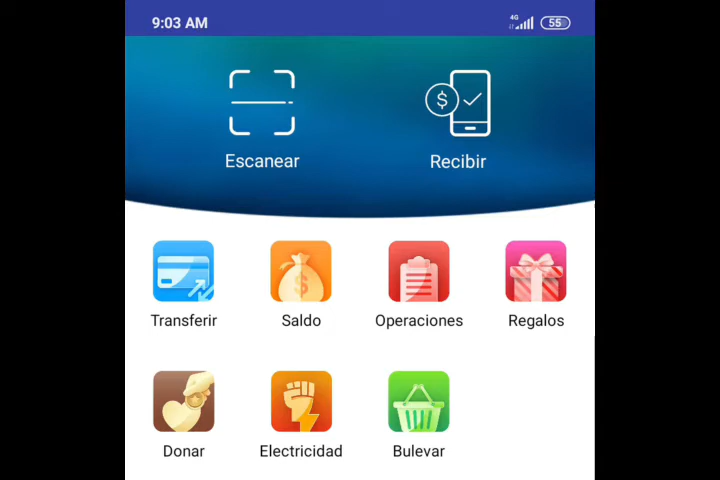 9:03 AM 4G 55
Escanear Recibir
$
Transferir Saldo Operaciones Regalos
Donar Electricidad Bulevar